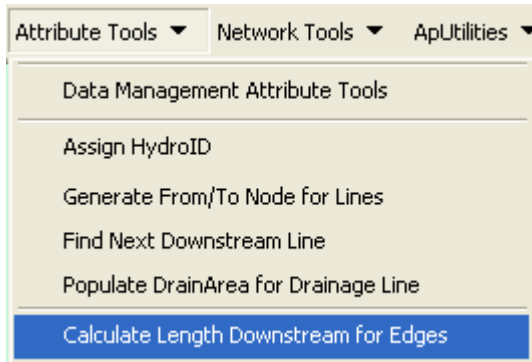 Attribute Tools ▼ Network Tools ▼ ApUtilities ▼
Data Management Attribute Tools
Assign HydroID
Generate From/To Node for Lines
Find Next Downstream Line
Populate DrainArea for Drainage Line
Calculate Length Downstream for Edges